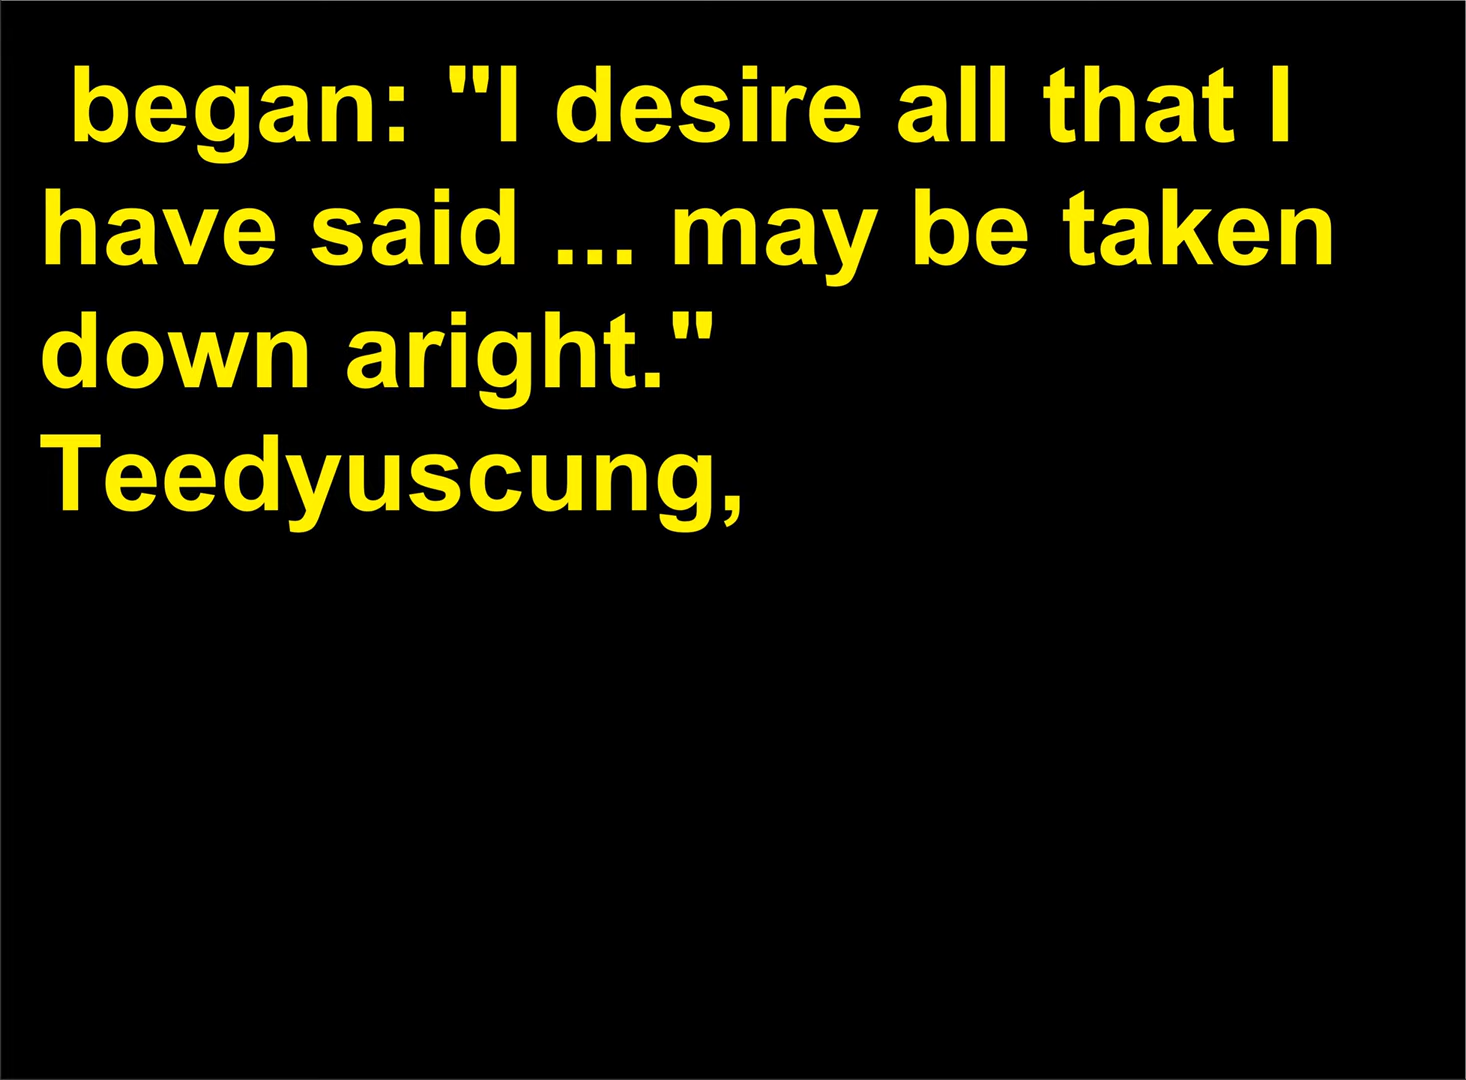 began: "I desire all that I
have said ... may be taken
down aright."
Teedyuscung,